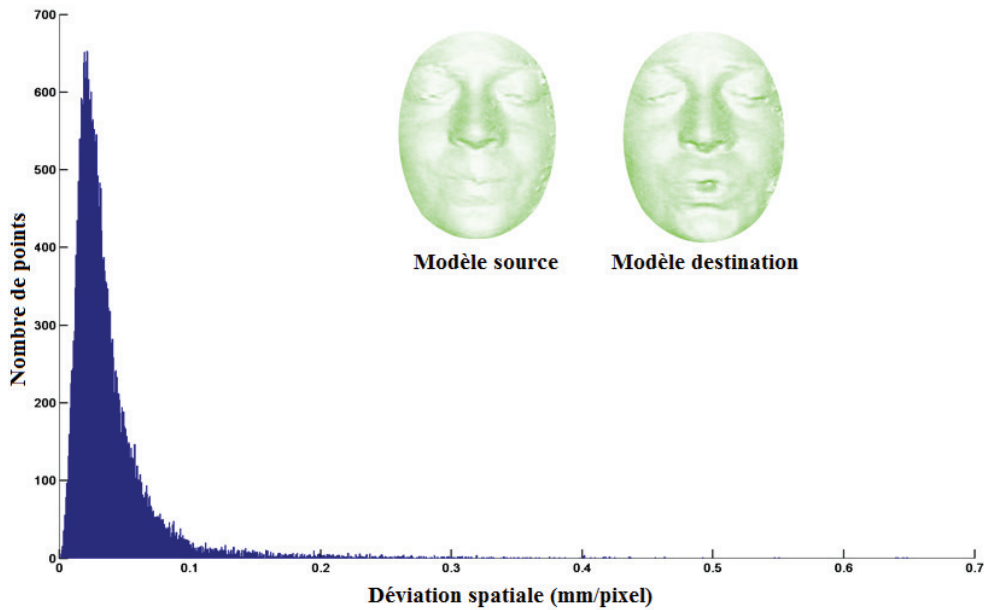 700
600
500
400
300
200
100
0
Nombre de points
Modèle source
Modèle destination
0 0.1 0.2 0.3 0.4 0.5 0.6 0.7
Déviation spatiale (mm/pixel)